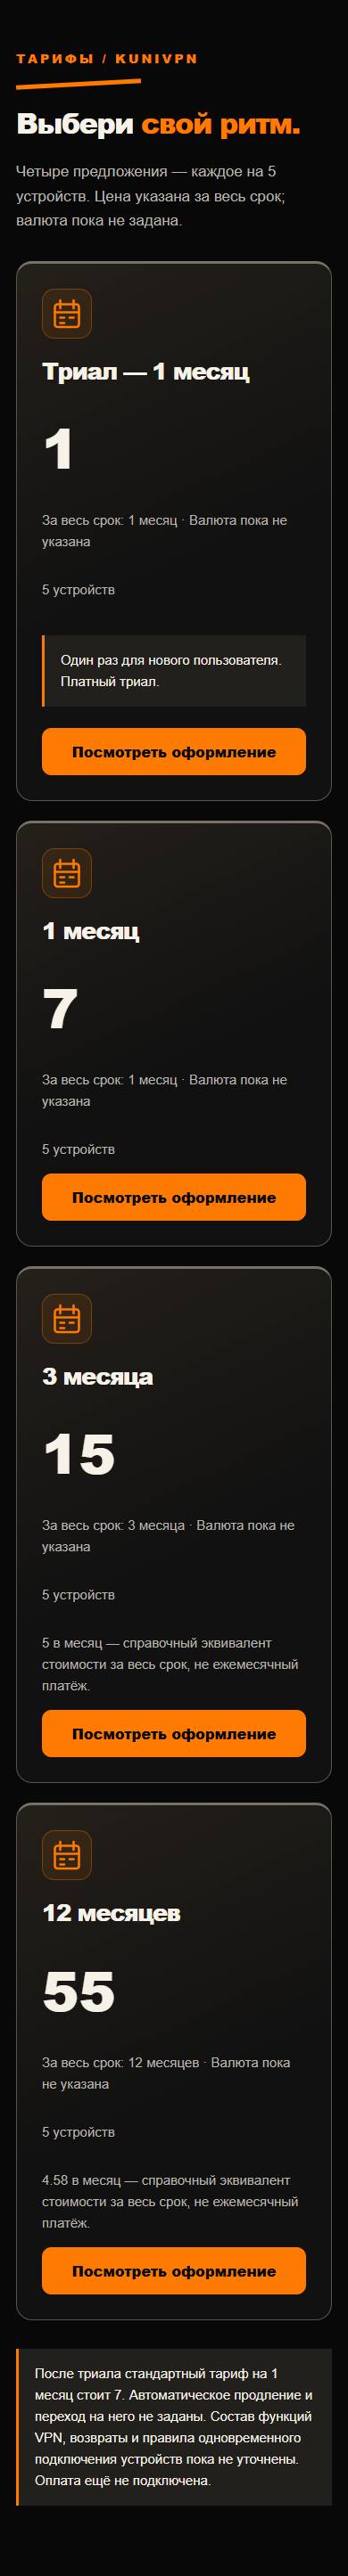 ТАРИФЫ / KUNIVPN
Выбери свой ритм.
Четыре предложения — каждое на 5
устройств. Цена указана за весь срок;
валюта пока не задана.
Триал — 1 месяц
1
За весь срок: 1 месяц · Валюта пока не
указана
5 устройств
Один раз для нового пользователя.
Платный триал.
Посмотреть оформление
1 месяц
7
За весь срок: 1 месяц · Валюта пока не
указана
5 устройств
Посмотреть оформление
3 месяца
15
За весь срок: 3 месяца · Валюта пока не
указана
5 устройств
5 в месяц — справочный эквивалент
стоимости за весь срок, не ежемесячный
платёж.
Посмотреть оформление
12 месяцев
55
За весь срок: 12 месяцев · Валюта пока
не указана
5 устройств
4.58 в месяц — справочный эквивалент
стоимости за весь срок, не ежемесячный
платёж.
Посмотреть оформление
После триала стандартный тариф на 1
месяц стоит 7. Автоматическое продление и
переход на него не заданы. Состав функций
VPN, возвраты и правила одновременного
подключения устройств пока не уточнены.
Оплата ещё не подключена.